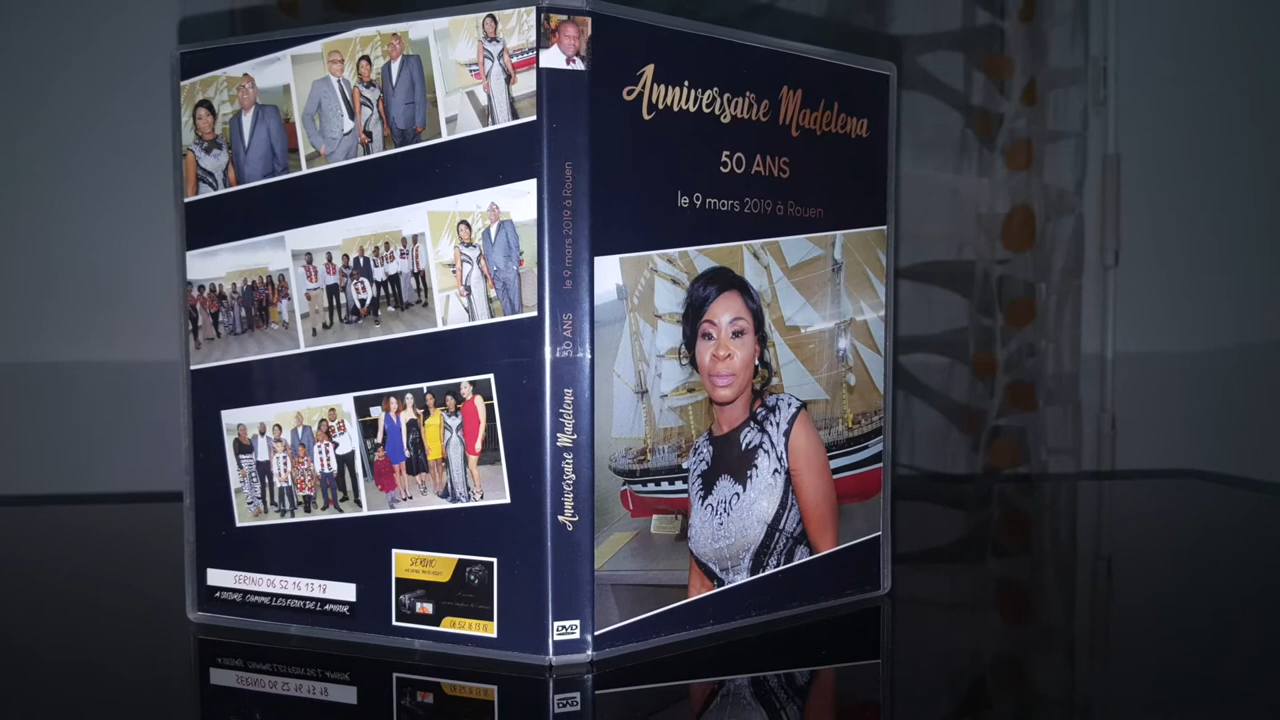 Anniversaire Madelena
50 ANS
le 9 mars 2019 à Rouen
Anniversaire Madelena 50 ANS le 9 mars 2019 à Rouen
DVD
SERINO 06 52 16 13 18
A SUIVRE COMME LES FEUX DE L AMOUR
SERINO
06 52 16 13 18